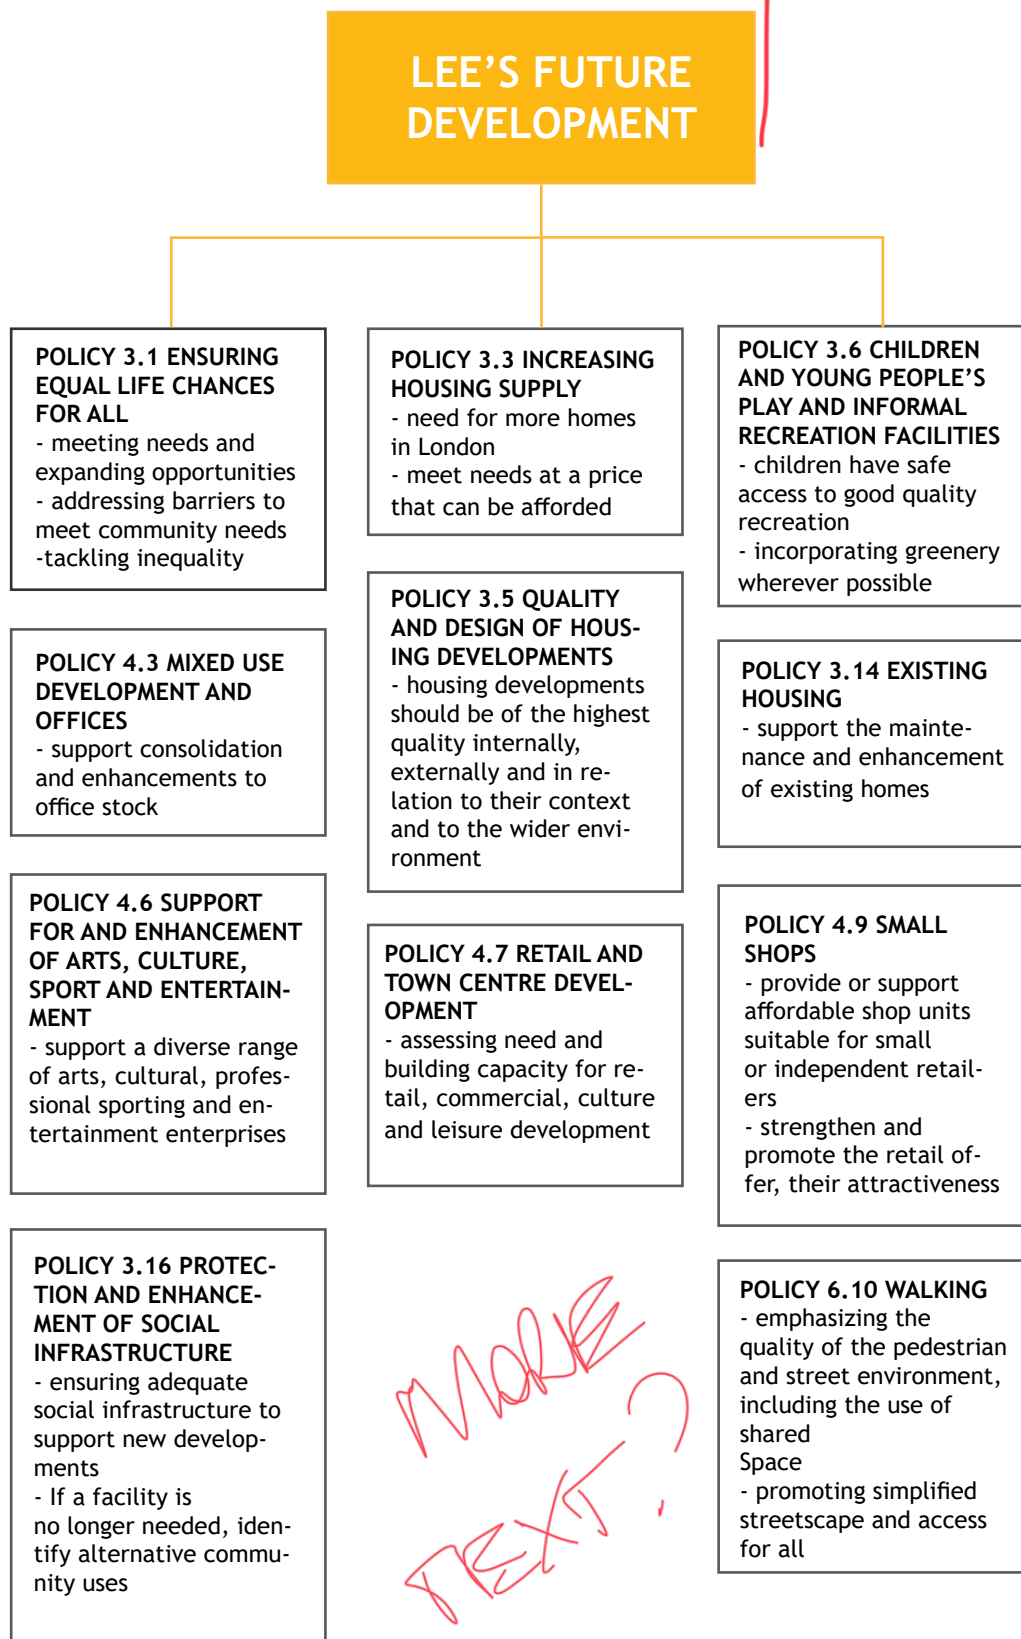 LEE’S FUTURE
DEVELOPMENT
POLICY 3.1 ENSURING
EQUAL LIFE CHANCES
FOR ALL
- meeting needs and
expanding opportunities
- addressing barriers to
meet community needs
-tackling inequality
POLICY 4.3 MIXED USE
DEVELOPMENT AND
OFFICES
- support consolidation
and enhancements to
office stock
POLICY 4.6 SUPPORT
FOR AND ENHANCEMENT
OF ARTS, CULTURE,
SPORT AND ENTERTAIN-
MENT
- support a diverse range
of arts, cultural, profes-
sional sporting and en-
tertainment enterprises
POLICY 3.16 PROTEC-
TION AND ENHANCE-
MENT OF SOCIAL
INFRASTRUCTURE
- ensuring adequate
social infrastructure to
support new develop-
ments
- If a facility is
no longer needed, iden-
tify alternative commu-
nity uses
POLICY 3.3 INCREASING
HOUSING SUPPLY
- need for more homes
in London
- meet needs at a price
that can be afforded
POLICY 3.5 QUALITY
AND DESIGN OF HOUS-
ING DEVELOPMENTS
- housing developments
should be of the highest
quality internally,
externally and in re-
lation to their context
and to the wider envi-
ronment
POLICY 4.7 RETAIL AND
TOWN CENTRE DEVEL-
OPMENT
- assessing need and
building capacity for re-
tail, commercial, culture
and leisure development
MORE
TEXT?
POLICY 3.6 CHILDREN
AND YOUNG PEOPLE’S
PLAY AND INFORMAL
RECREATION FACILITIES
- children have safe
access to good quality
recreation
- incorporating greenery
wherever possible
POLICY 3.14 EXISTING
HOUSING
- support the mainte-
nance and enhancement
of existing homes
POLICY 4.9 SMALL
SHOPS
- provide or support
affordable shop units
suitable for small
or independent retail-
ers
- strengthen and
promote the retail of-
fer, their attractiveness
POLICY 6.10 WALKING
- emphasizing the
quality of the pedestrian
and street environment,
including the use of
shared
Space
- promoting simplified
streetscape and access
for all